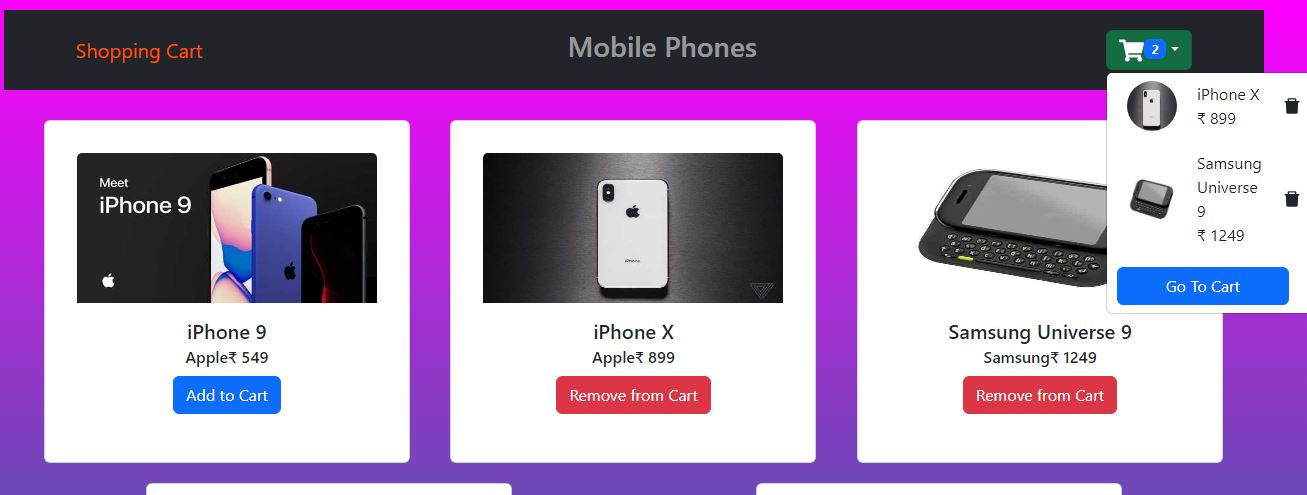 Shopping Cart
Mobile Phones
2
iPhone X
₹ 899
Samsung
Universe
9
₹ 1249
Go To Cart
Meet
iPhone 9
iPhone
iPhone 9
Apple₹ 549
Add to Cart
iPhone X
Apple₹ 899
Remove from Cart
Samsung Universe 9
Samsung₹ 1249
Remove from Cart